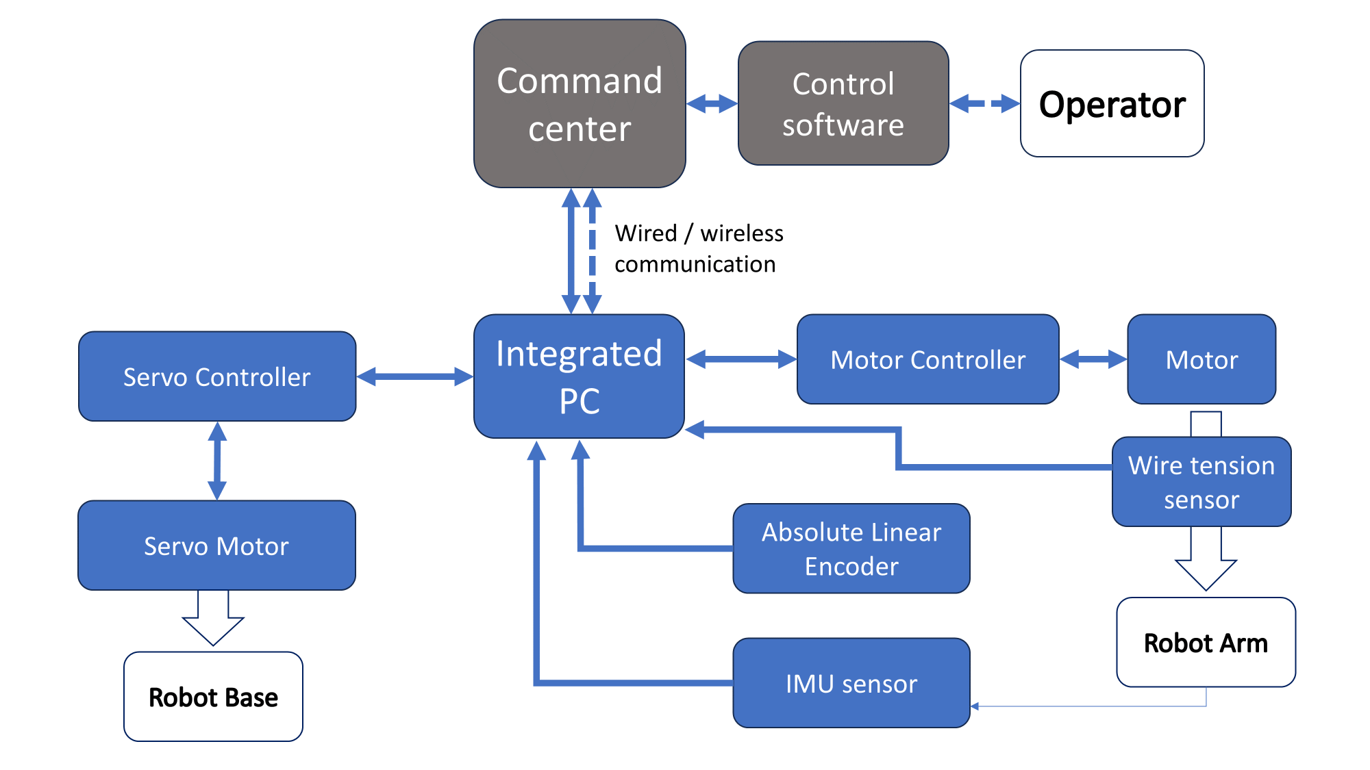 Command
center
Control
software
Operator
Wired / wireless
communication
Servo Controller
Integrated
PC
Motor Controller
Motor
Wire tension
sensor
Servo Motor
Absolute Linear
Encoder
Robot Base
IMU sensor
Robot Arm